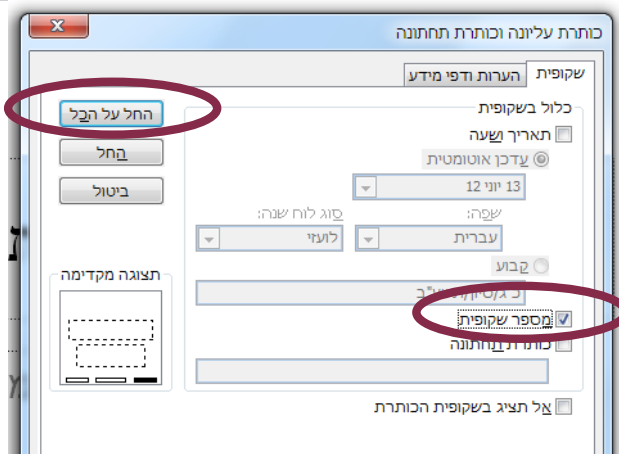 כותרת עליונה וכותרת תחתונה
שקופית
הערות ודפי מידע
כלול בשקופית
תאריך ושעה
עדכן אוטומטית
13 יוני 12
שפה:
סוג לוח שנה:
עברית
לועזי
קבוע
כ"ג/סיון/
מספר שקופית
כותרת תחתונה
אל תציג בשקופית הכותרת
החל על הכל
החל
ביטול
תצוגה מקדימה